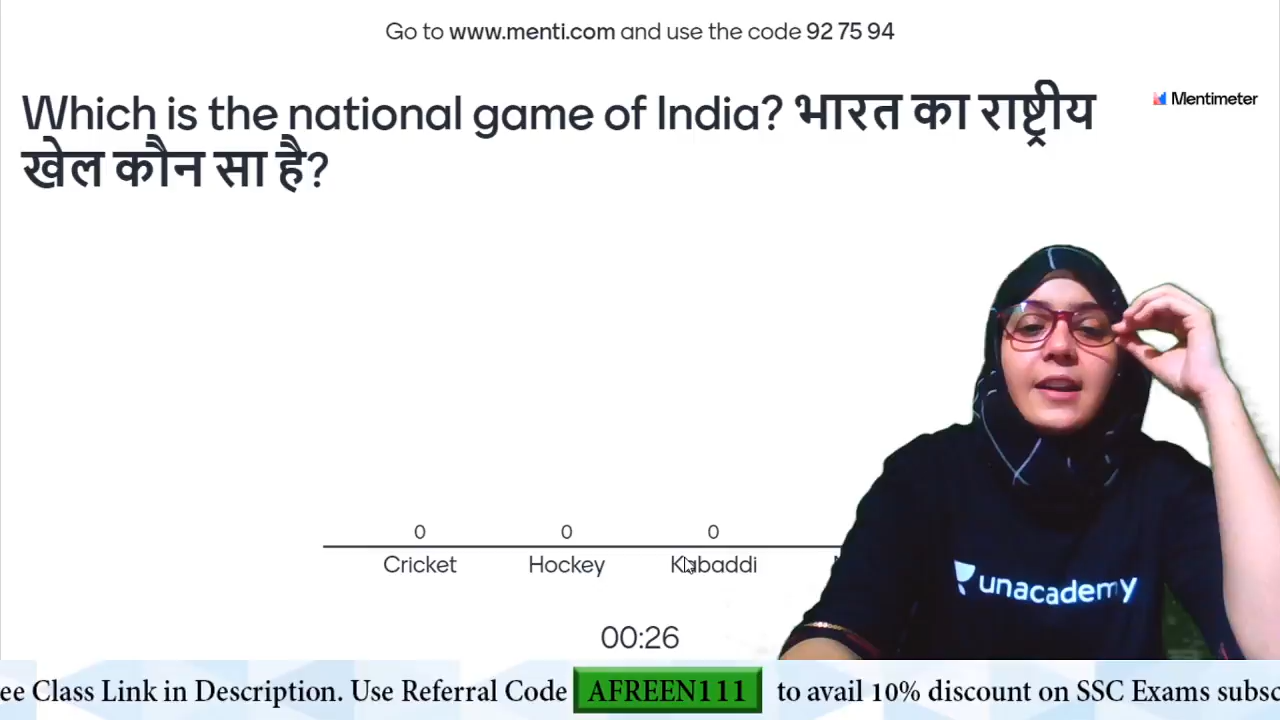 Go to www.menti.com and use the code 92 75 94
Which is the national game of India? भारत का राष्ट्रीय
खेल कौन सा है?
Mentimeter
0 0 0
Cricket Hockey Kabaddi
unacademy
00:26
Class Link in Description. Use Referral Code AFREEN111 to avail 10% discount on SSC Exams